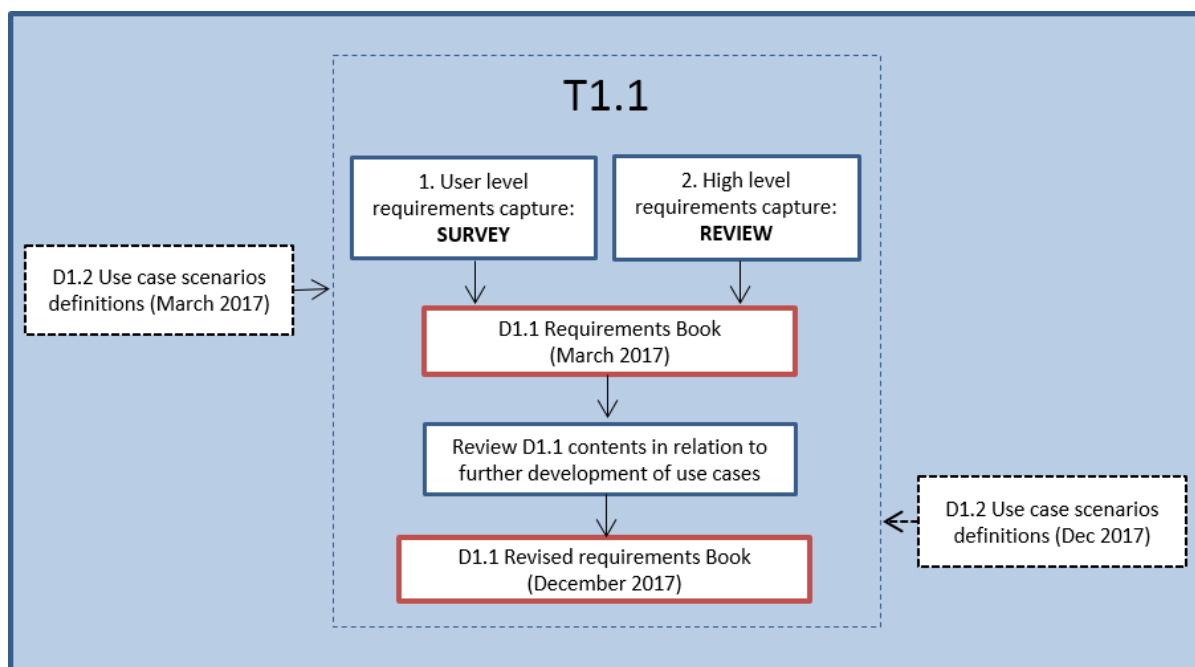 T1.1
1. User level
requirements capture:
SURVEY
2. High level
requirements capture:
REVIEW
D1.2 Use case scenarios
definitions (March 2017)
D1.1 Requirements Book
(March 2017)
Review D1.1 contents in relation to
further development of use cases
D1.2 Use case scenarios
definitions (Dec 2017)
D1.1 Revised requirements Book
(December 2017)